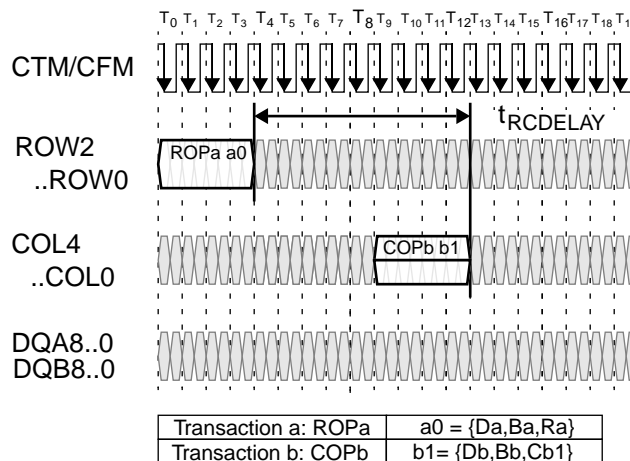 T0 T1 T2 T3 T4 T5 T6 T7 T8 T9 T10 T11 T12 T13 T14 T15 T16 T17 T18 T1
CTM/CFM
tRCDELAY
ROW2
..ROW0
ROPa a0
COL4
..COL0
COPb b1
DQA8..0
DQB8..0
Transaction a: ROPa a0 = {Da,Ba,Ra}
Transaction b: COPb b1= {Db,Bb,Cb1}